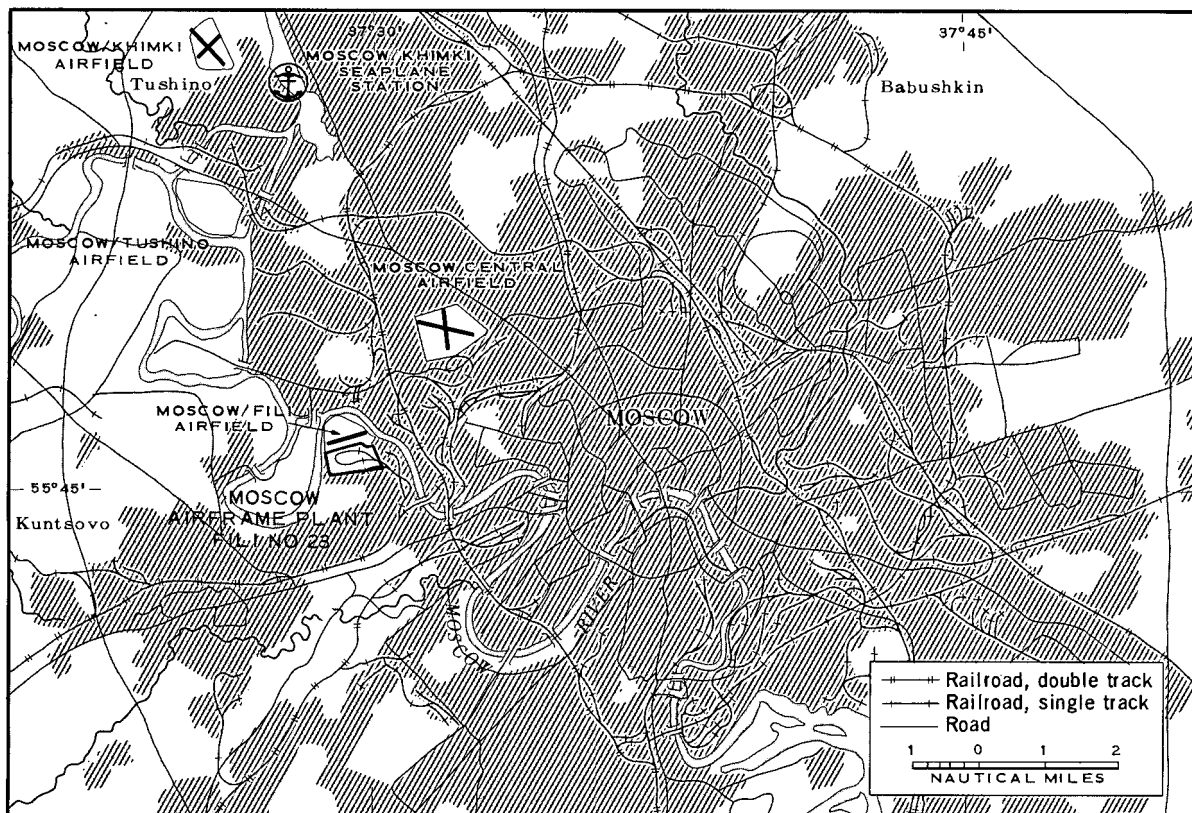 MOSCOW/KHIMKI
AIRFIELD
Tushino
37°30'
MOSCOW/KHIMKI
SEAPLANE
STATION
37°45'
Babushkin
MOSCOW/TUSHINO
AIRFIELD
MOSCOW CENTRAL
AIRFIELD
MOSCOW/FILI
AIRFIELD
MOSCOW
55°45'
Kuntsovo
MOSCOW
AIRFRAME PLANT
FILI NO 23
MOSCOW
RIVER
Railroad, double track
Railroad, single track
Road
1 0 1 2
NAUTICAL MILES